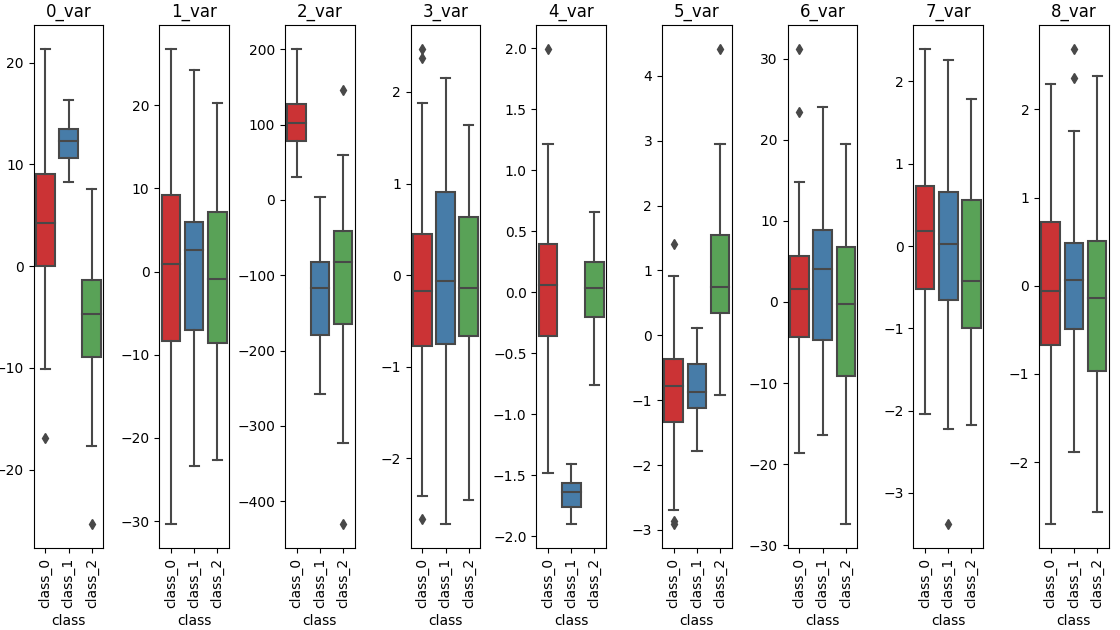 0_var 1_var 2_var 3_var 4_var 5_var 6_var 7_var 8_var
20 10 0 −10 −20
20 10 0 −10 −20 −30
200 100 0 −100 −200 −300 −400
2 1 0 −1 −2
2.0 1.5 1.0 0.5 0.0 −0.5 −1.0 −1.5 −2.0
4 3 2 1 0 −1 −2 −3
30 20 10 0 −10 −20 −30
2 1 0 −1 −2 −3
2 1 0 −1 −2
class_0 class_1 class_2 class_0 class_1 class_2 class_0 class_1 class_2 class_0 class_1 class_2 class_0 class_1 class_2 class_0 class_1 class_2 class_0 class_1 class_2 class_0 class_1 class_2 class_0 class_1 class_2
class class class class class class class class class